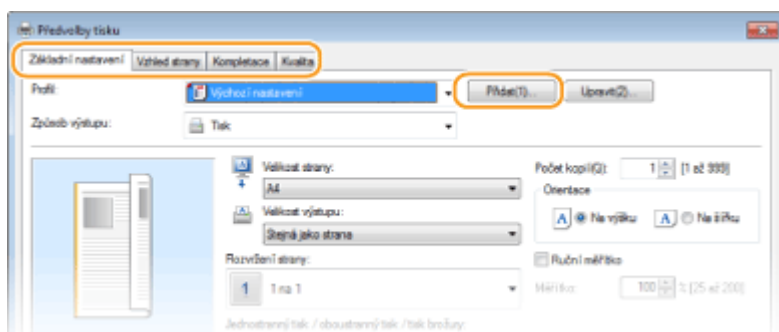 Předvolby tisku
Základní nastavení Vzhled strany Kompletace Kvalita
Profil: Výchozí nastavení Přidat(1)... Upravit(2)...
Způsob výstupu: Tisk
Velikost strany: Počet kopií(Q): 1 [1 až 999]
A4 Orientace
Velikost výstupu: A Na výšku A Na šířku
Stejná jako strana
Rozvržení strany: Ruční měřítko
1 1 na 1 Měřítko: 100 % [25 až 200]
Jednostranný tisk / oboustranný tisk / tisk brožury: